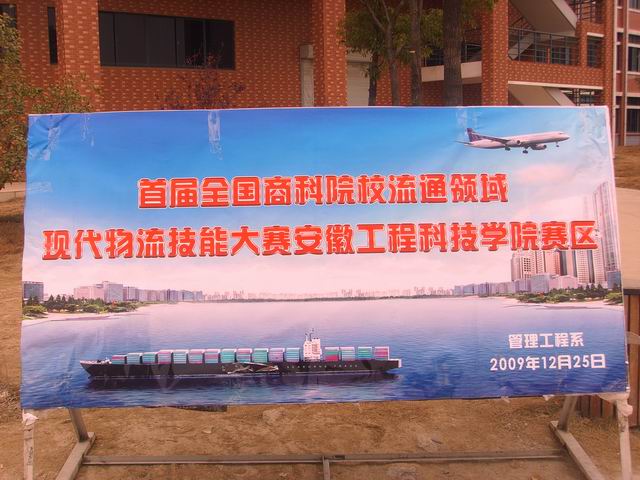 首届全国商科院校流通领域
现代物流技能大赛安徽工程科技学院赛区
管理工程系
2009年12月25日